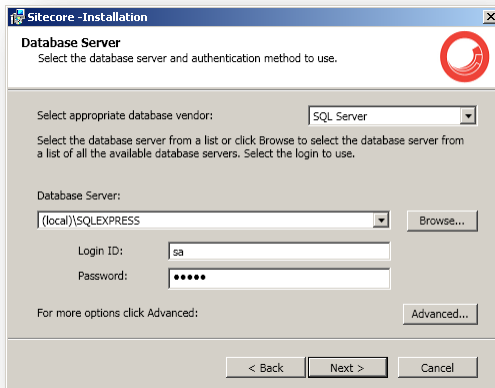 Sitecore -Installation
Database Server
Select the database server and authentication method to use.
Select appropriate database vendor:
SQL Server
Select the database server from a list or click Browse to select the database server from
a list of all the available database servers. Select the login to use.
Database Server:
(local)\SQLEXPRESS
Browse...
Login ID:
sa
Password:
●●●●●
For more options click Advanced:
Advanced...
< Back
Next >
Cancel